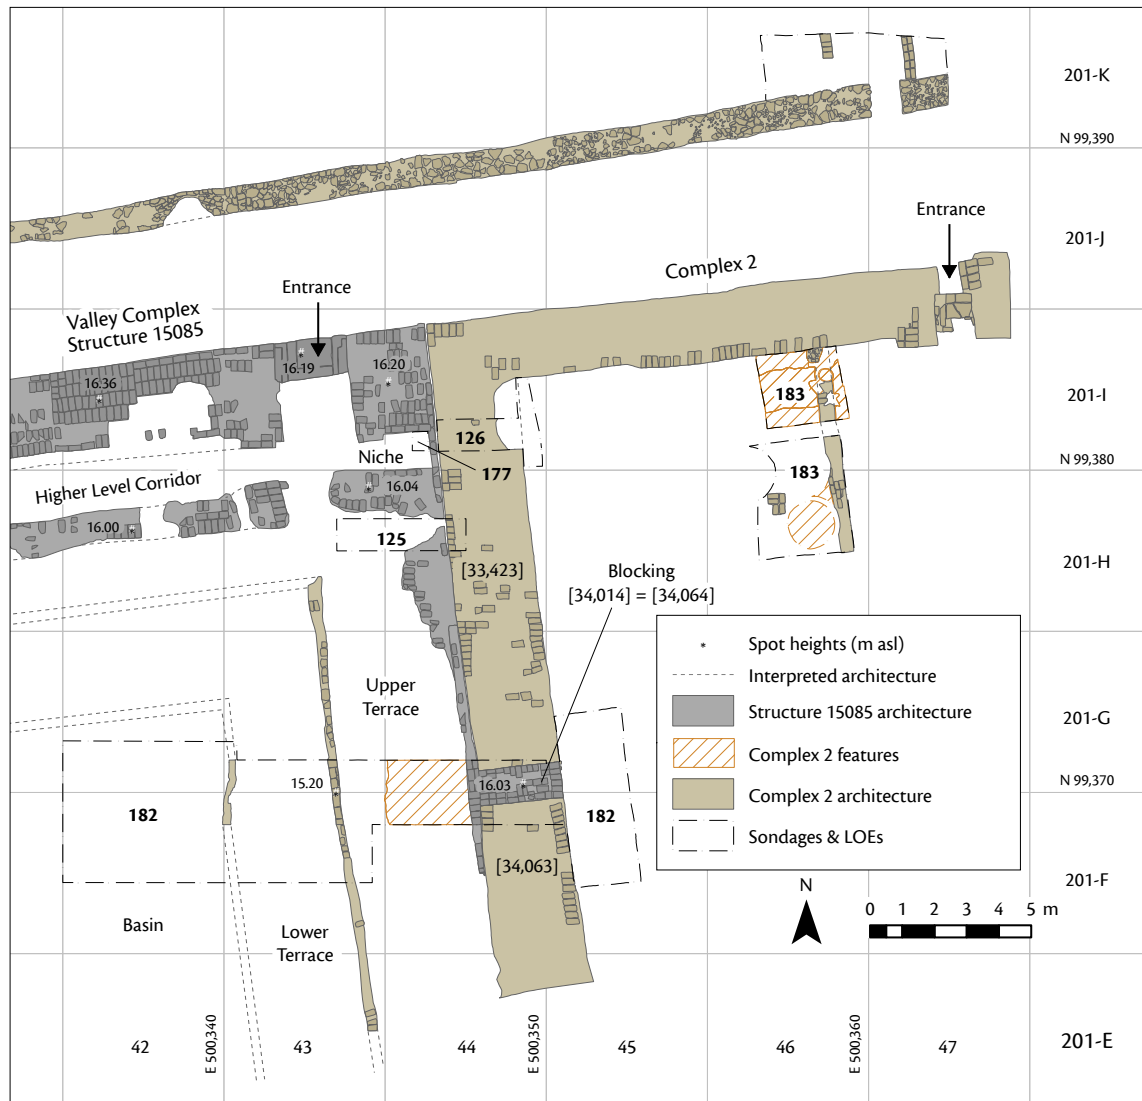 201-K
N 99,390
Entrance
201-J
Complex 2
Entrance
Valley Complex
Structure 15085
16.19
16.20
16.36
183
201-I
126
Niche
177
183
N 99,380
Higher Level Corridor
16.04
16.00
125
[33,423]
Blocking
[34,014] = [34,064]
201-H
Upper
Terrace
Spot heights (m asl)
Interpreted architecture
Structure 15085 architecture
Complex 2 features
Complex 2 architecture
Sondages & LOEs
201-G
N 99,370
15.20
16.03
182
182
[34,063]
201-F
N
0 1 2 3 4 5 m
Basin
Lower
Terrace
42
E 500,340
43
44
E 500,350
45
46
E 500,360
47
201-E